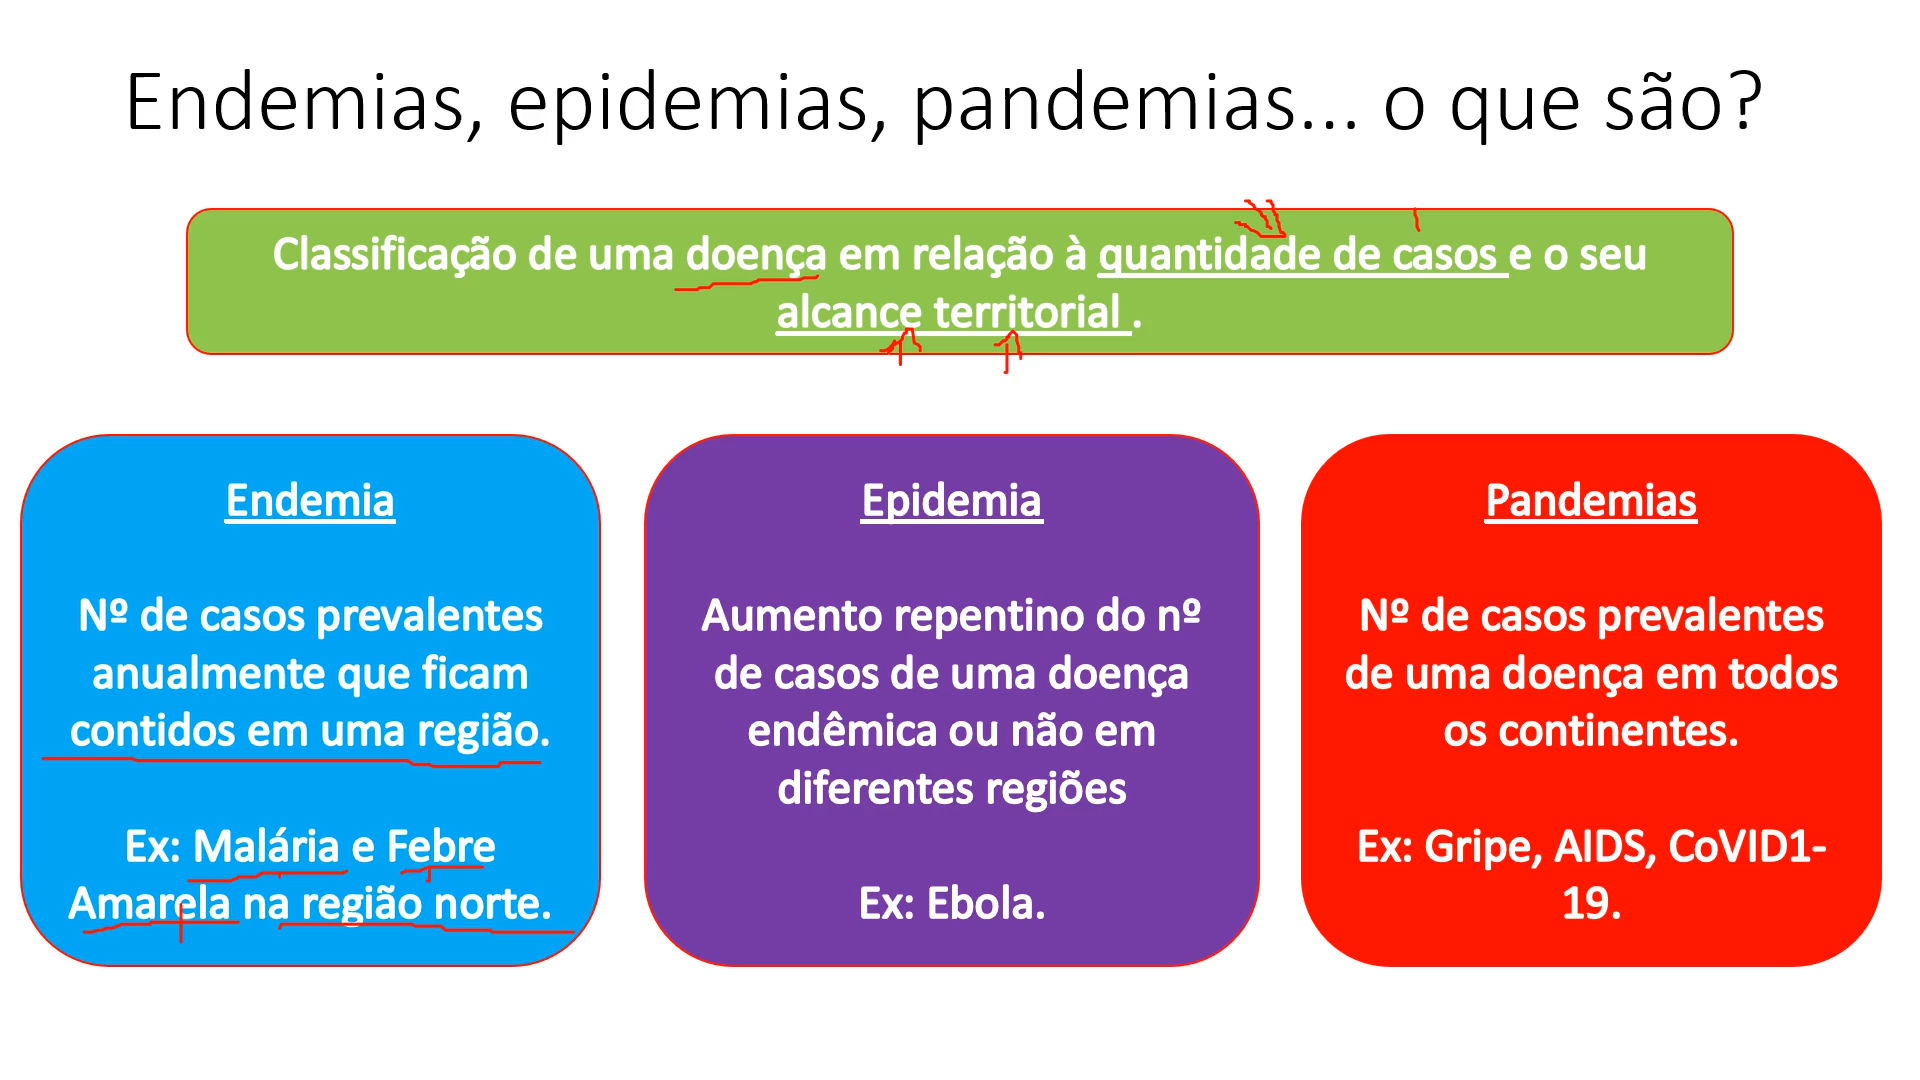 Endemias, epidemias, pandemias... o que são?
Classificação de uma doença em relação à quantidade de casos e o seu
alcance territorial .
Endemia
Nº de casos prevalentes
anualmente que ficam
contidos em uma região.
Ex: Malária e Febre
Amarela na região norte.
Epidemia
Aumento repentino do nº
de casos de uma doença
endêmica ou não em
diferentes regiões
Ex: Ebola.
Pandemias
Nº de casos prevalentes
de uma doença em todos
os continentes.
Ex: Gripe, AIDS, CoVID1-
19.